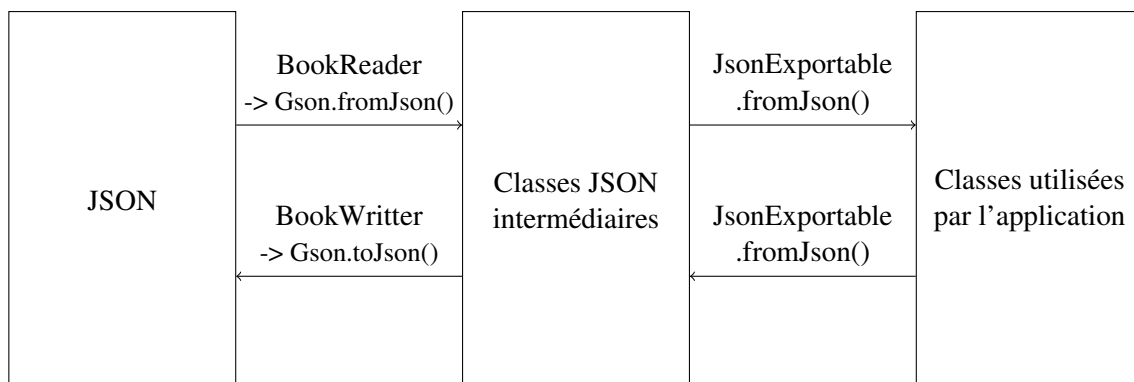 JSON
BookReader
-> Gson.fromJson()
BookWritter
-> Gson.toJson()
Classes JSON
intermédiaires
JsonExportable
.fromJson()
JsonExportable
.fromJson()
Classes utilisées
par l'application